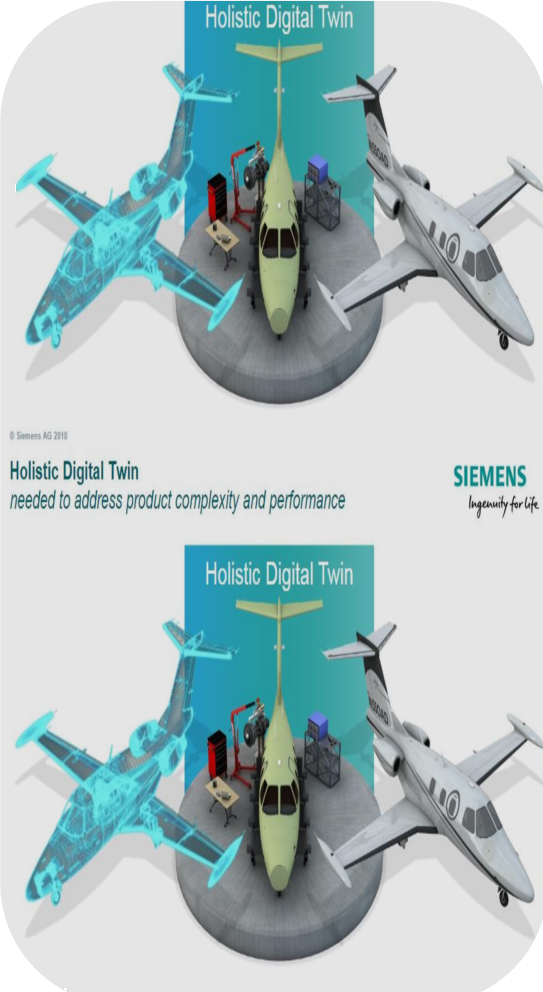 Holistic Digital Twin
© Siemens AG 2018
Holistic Digital Twin
needed to address product complexity and performance
SIEMENS
Ingenuity for life
Holistic Digital Twin